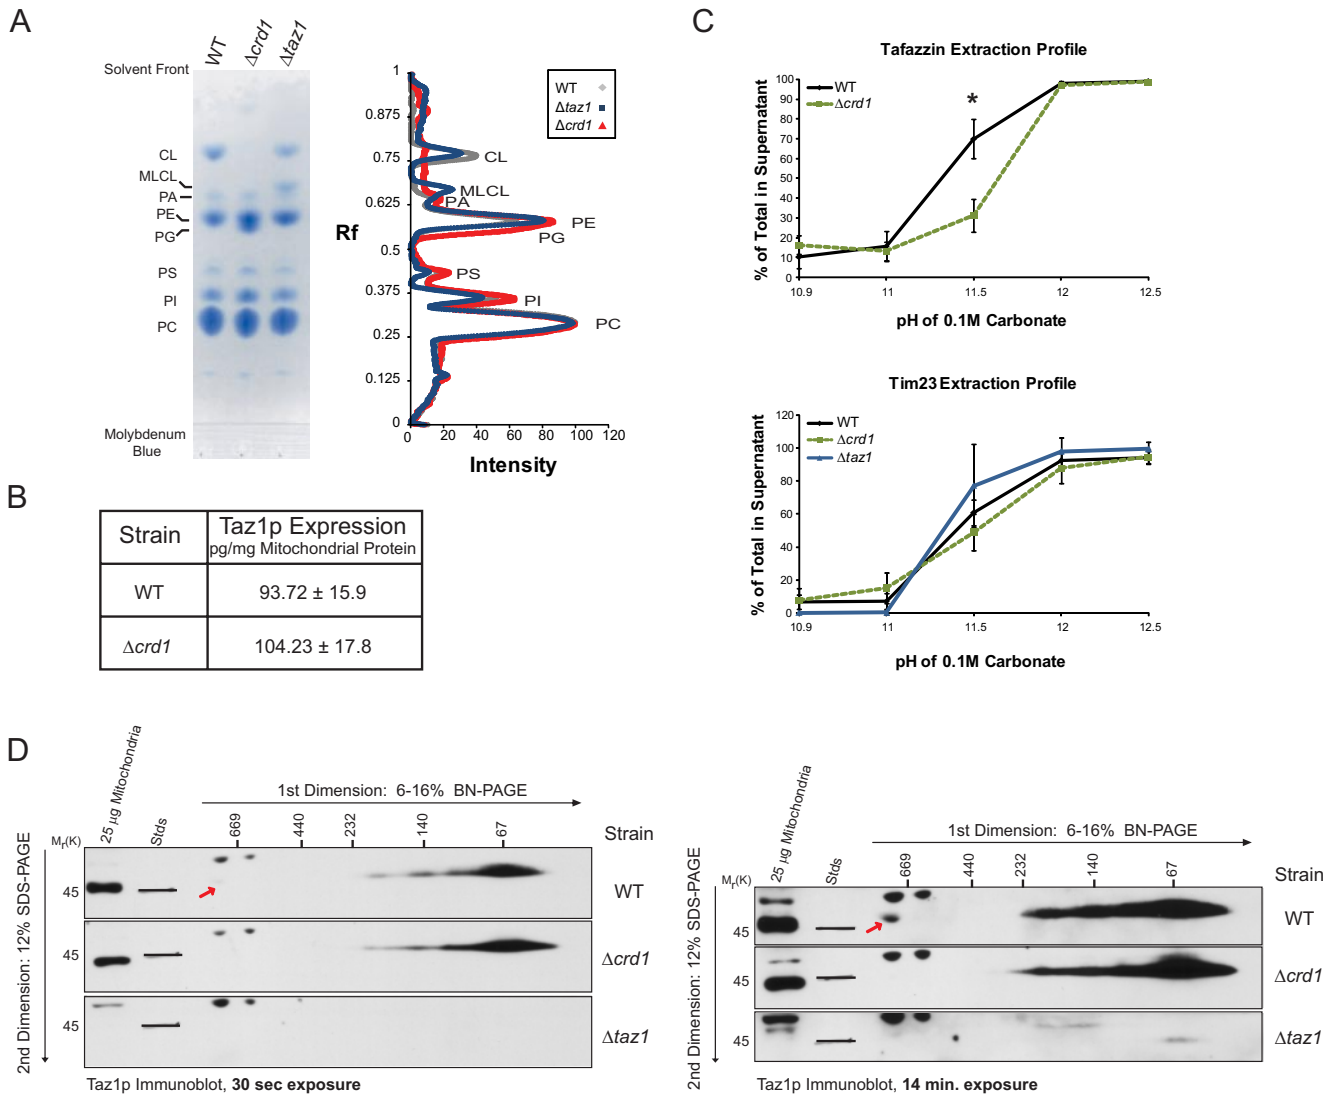 A
WT
Δcrd1
Δtaz1
Solvent Front
CL
MLCL
PA
PE
PG
PS
PI
PC
Molybdenum
Blue
Rf
1
0.875
0.75
0.625
0.5
0.375
0.25
0.125
0
0 20 40 60 80 100 120
Intensity
WT
Δtaz1
Δcrd1
CL
MLCL
PA
PE
PG
PS
PI
PC
B
Strain
Taz1p Expression
pg/mg Mitochondrial Protein
WT
93.72 ± 15.9
Δcrd1
104.23 ± 17.8
C
Tafazzin Extraction Profile
% of Total in Supernatant
100
90
80
70
60
50
40
30
20
10
0
WT
Δcrd1
*
10.9 11 11.5 12 12.5
pH of 0.1M Carbonate
Tim23 Extraction Profile
% of Total in Supernatant
120
100
80
60
40
20
0
WT
Δcrd1
Δtaz1
10.9 11 11.5 12 12.5
pH of 0.1M Carbonate
D
2nd Dimension: 12% SDS-PAGE
25 µg Mitochondria
Stds
1st Dimension: 6-16% BN-PAGE
Mr(K)
669 440 232 140 67
Strain
45
WT
45
Δcrd1
45
Δtaz1
Taz1p Immunoblot, 30 sec exposure
2nd Dimension: 12% SDS-PAGE
25 µg Mitochondria
Stds
1st Dimension: 6-16% BN-PAGE
Mr(K)
669 440 232 140 67
Strain
45
WT
45
Δcrd1
45
Δtaz1
Taz1p Immunoblot, 14 min. exposure